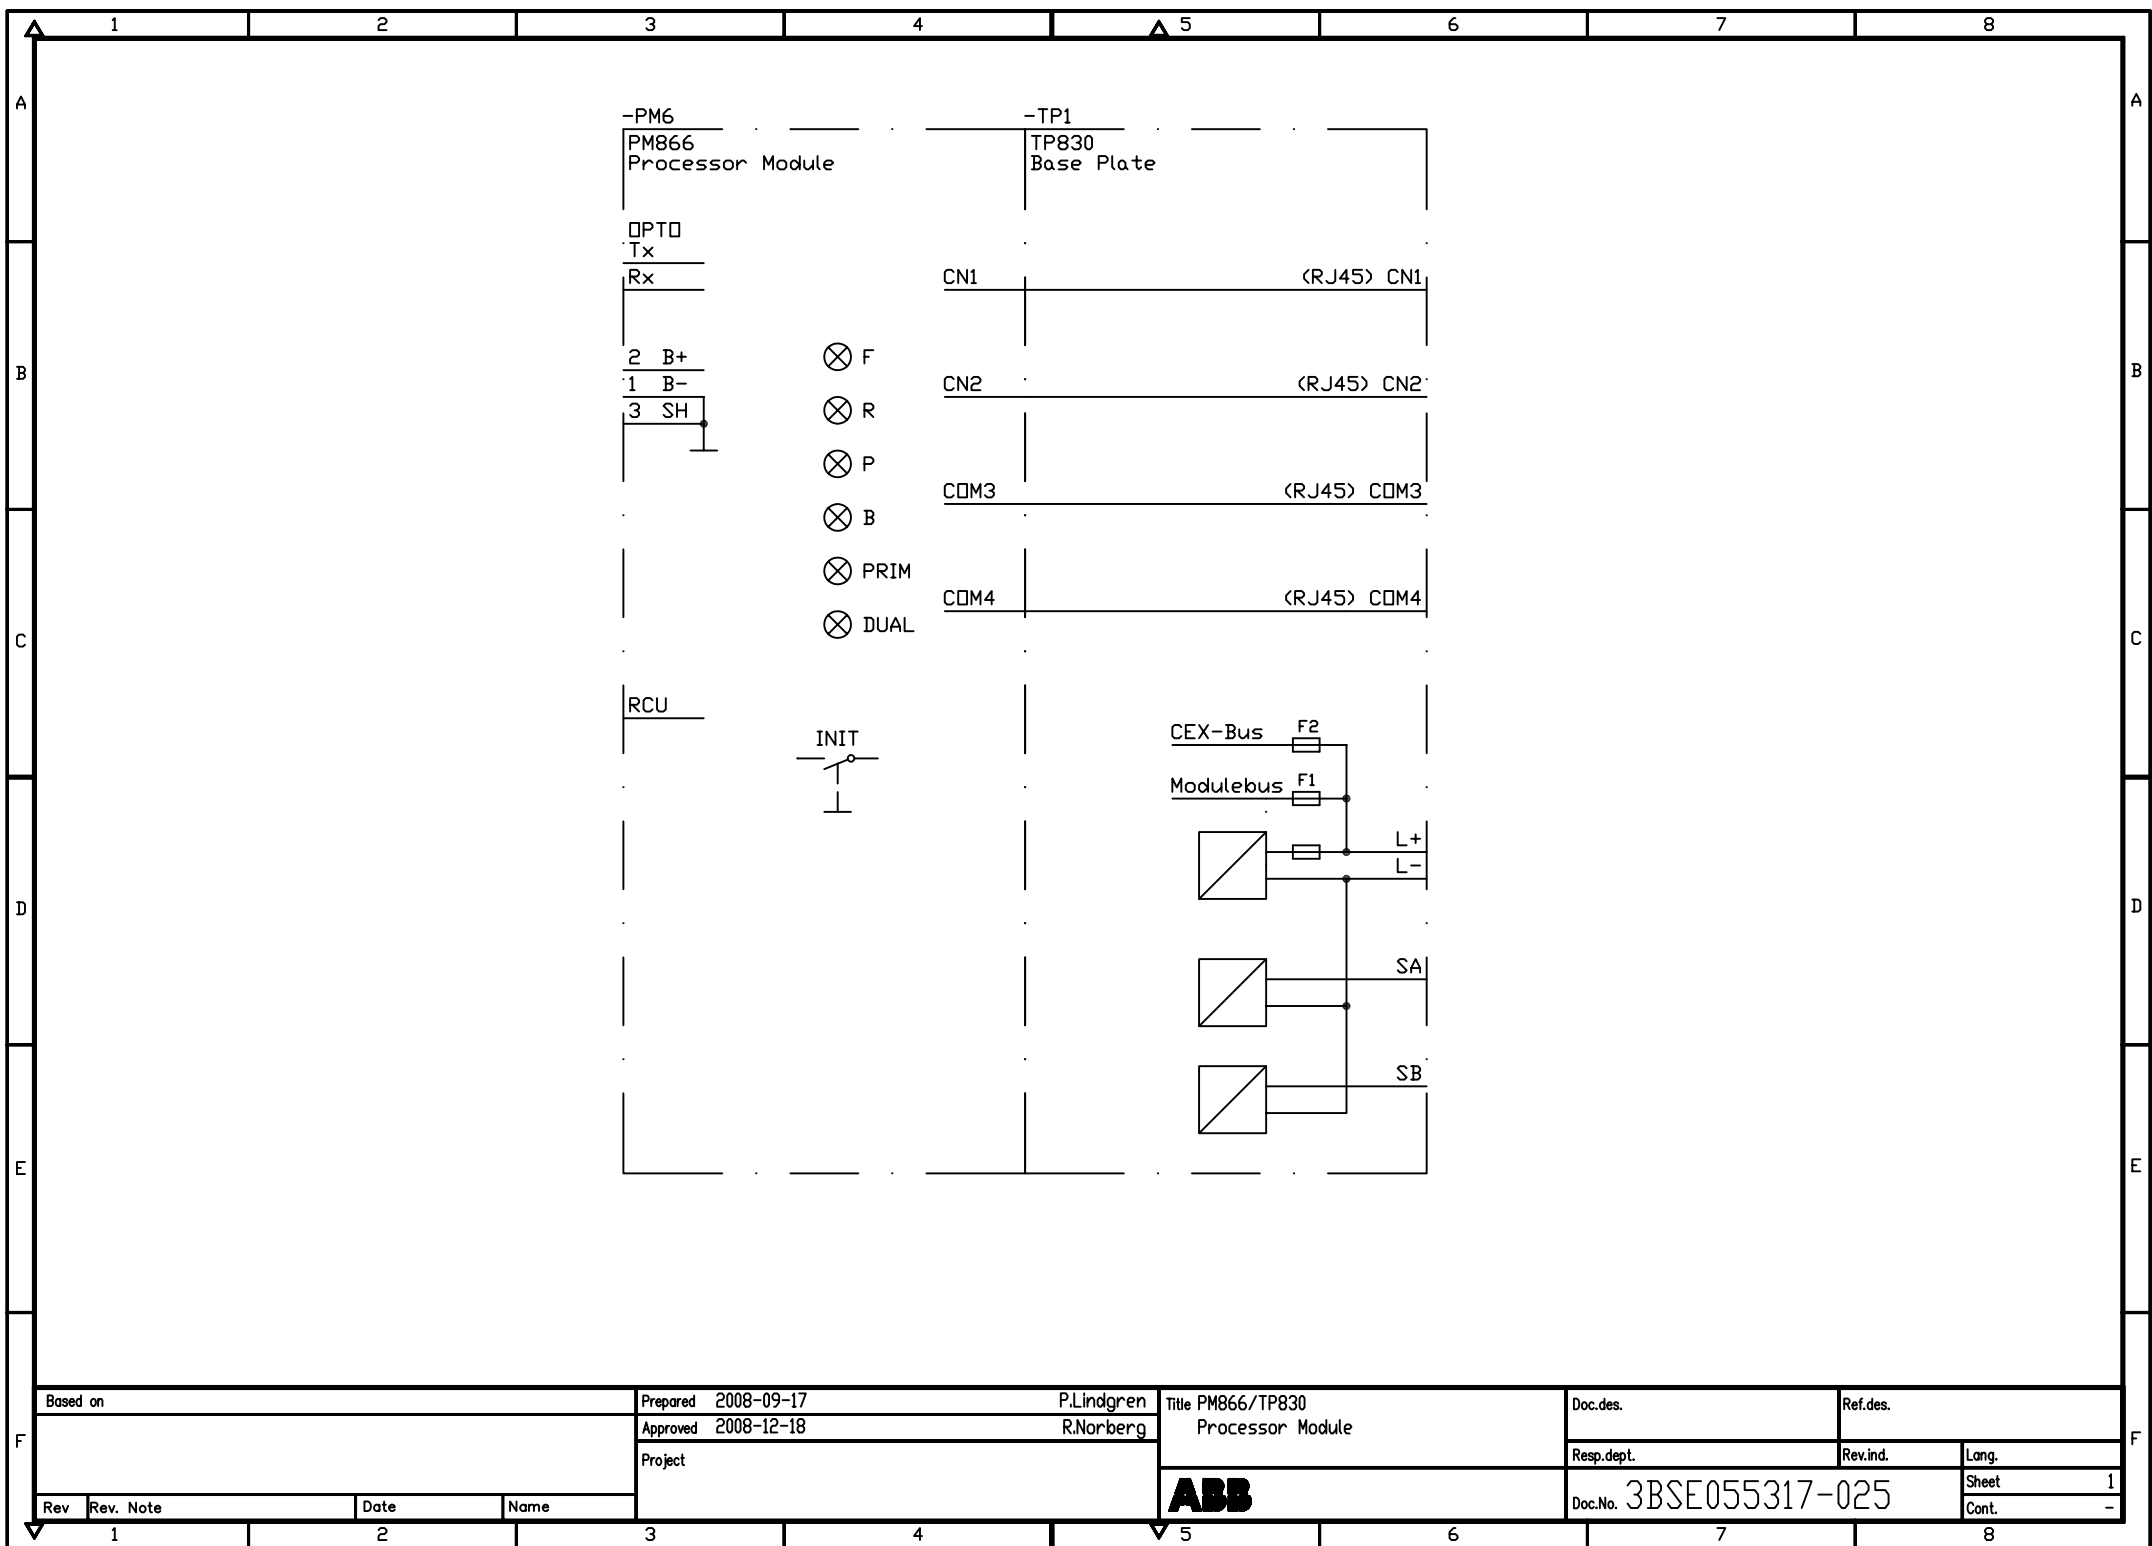 1 2 3 4 5 6 7 8
A A
-PM6 -TP1
PM866 TP830
Processor Module Base Plate
OPTO
Tx
Rx CN1 (RJ45) CN1
2 B+ F
B B
1 B- CN2 (RJ45) CN2
3 SH R
P
COM3 (RJ45) COM3
B
PRIM
COM4 (RJ45) COM4
DUAL
C C
RCU
INIT CEX-Bus F2
Modulebus F1
L+
L-
D D
SA
SB
E E
Based on
Prepared 2008-09-17 P.Lindgren
Approved 2008-12-18 R.Norberg
Project
Title PM866/TP830
Processor Module
Doc.des. Ref.des.
F F
Resp.dept. Rev.ind. Lang.
ABB
Doc.No. 3BSE055317-025
Sheet 1
Cont. -
Rev Rev. Note Date Name
1 2 3 4 5 6 7 8